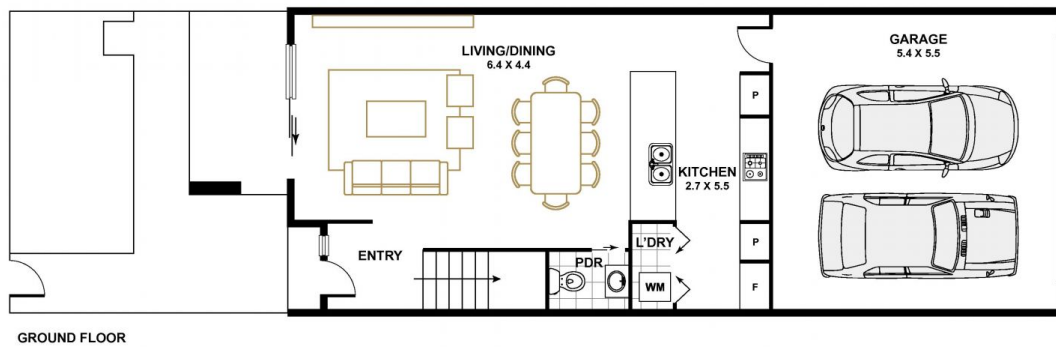 LIVING/DINING
6.4 X 4.4
GARAGE
5.4 X 5.5
P
KITCHEN
2.7 X 5.5
ENTRY
PDR
L'DRY
P
WM
F
GROUND FLOOR